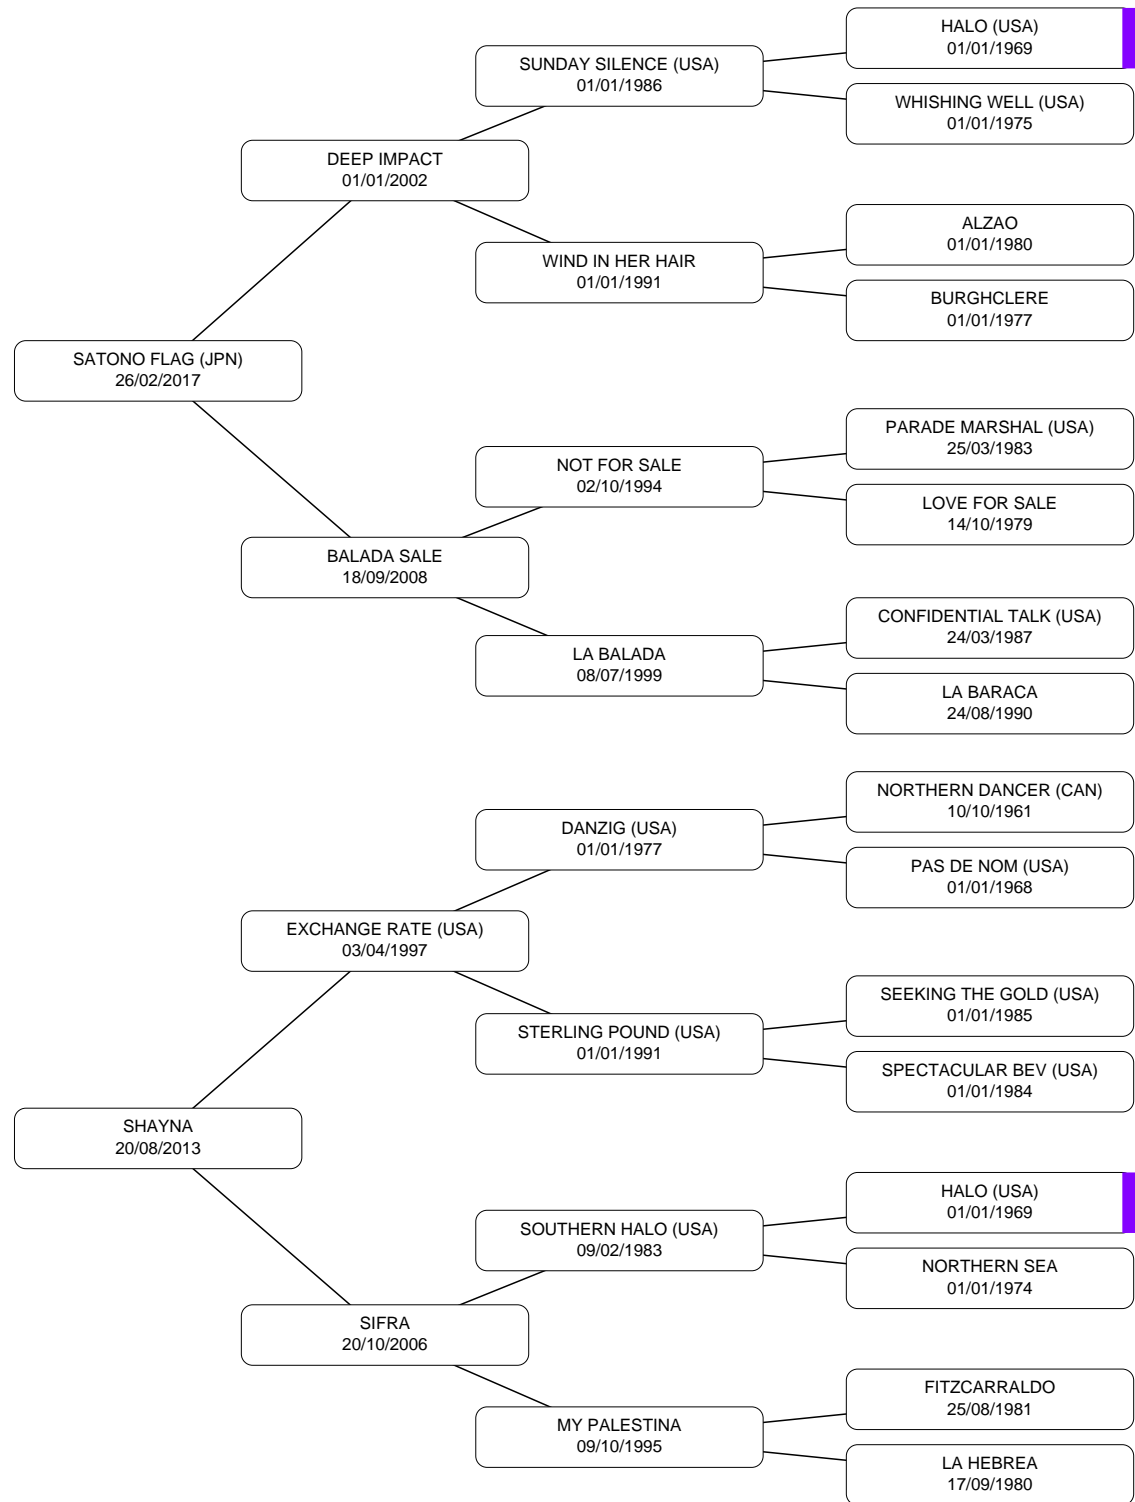 HALO (USA)
01/01/1969
SUNDAY SILENCE (USA)
01/01/1986
WHISHING WELL (USA)
01/01/1975
DEEP IMPACT
01/01/2002
ALZAO
01/01/1980
WIND IN HER HAIR
01/01/1991
BURGHCLERE
01/01/1977
SATONO FLAG (JPN)
26/02/2017
PARADE MARSHAL (USA)
25/03/1983
NOT FOR SALE
02/10/1994
LOVE FOR SALE
14/10/1979
BALADA SALE
18/09/2008
CONFIDENTIAL TALK (USA)
24/03/1987
LA BALADA
08/07/1999
LA BARACA
24/08/1990
NORTHERN DANCER (CAN)
10/10/1961
DANZIG (USA)
01/01/1977
PAS DE NOM (USA)
01/01/1968
EXCHANGE RATE (USA)
03/04/1997
SEEKING THE GOLD (USA)
01/01/1985
STERLING POUND (USA)
01/01/1991
SPECTACULAR BEV (USA)
01/01/1984
SHAYNA
20/08/2013
HALO (USA)
01/01/1969
SOUTHERN HALO (USA)
09/02/1983
NORTHERN SEA
01/01/1974
SIFRA
20/10/2006
FITZCARRALDO
25/08/1981
MY PALESTINA
09/10/1995
LA HEBREA
17/09/1980